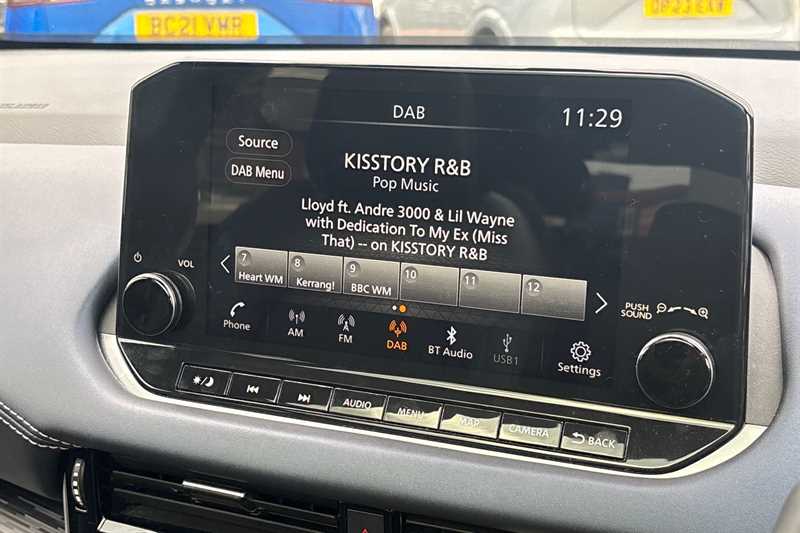 BC21 VWR
DAB
11:29
Source
DAB Menu
KISSTORY R&B
Pop Music
Lloyd ft. Andre 3000 & Lil Wayne
with Dedication To My Ex (Miss
That) -- on KISSTORY R&B
7
Heart WM
8
Kerrang!
9
BBC WM
10
11
12
VOL
PUSH
SOUND
Phone
AM
FM
DAB
BT Audio
USB1
Settings
AUDIO
MENU
MAP
CAMERA
BACK